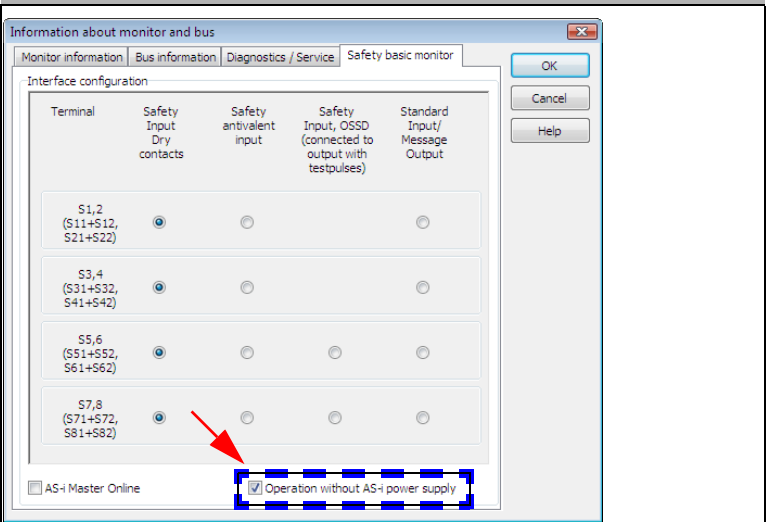 Information about monitor and bus
Monitor information
Bus information
Diagnostics / Service
Safety basic monitor
OK
Cancel
Help
Interface configuration
Terminal
Safety
Input
Dry
contacts
Safety
antivalent
input
Safety
Input, OSSD
(connected to
output with
testpulses)
Standard
Input/
Message
Output
S1,2
(S11+S12,
S21+S22)
S3,4
(S31+S32,
S41+S42)
S5,6
(S51+S52,
S61+S62)
S7,8
(S71+S72,
S81+S82)
AS-i Master Online
Operation without AS-i power supply